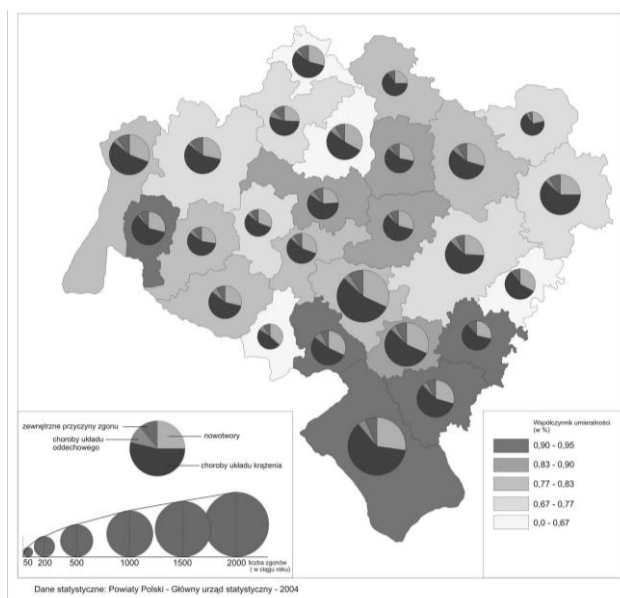 zewnętrzne przyczyny zgonu
choroby układu
oddechowego
nowotwory
choroby układu krążenia
50 200 500 1000 1500 2000 liczba zgonów
(w ciągu roku)
Współczynnik umieralności
(w %)
0,90 - 0,95
0,83 - 0,90
0,77 - 0,83
0,67 - 0,77
0,0 - 0,67
Dane statystyczne: Powiaty Polski - Główny urząd statystyczny - 2004